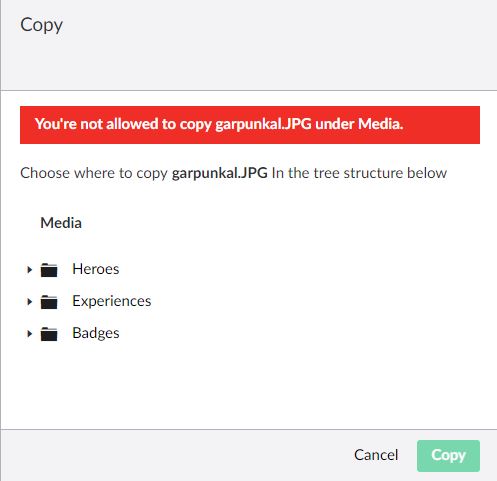 Copy
You're not allowed to copy garpunkal.JPG under Media.
Choose where to copy garpunkal.JPG In the tree structure below
Media
Heroes
Experiences
Badges
Cancel
Copy